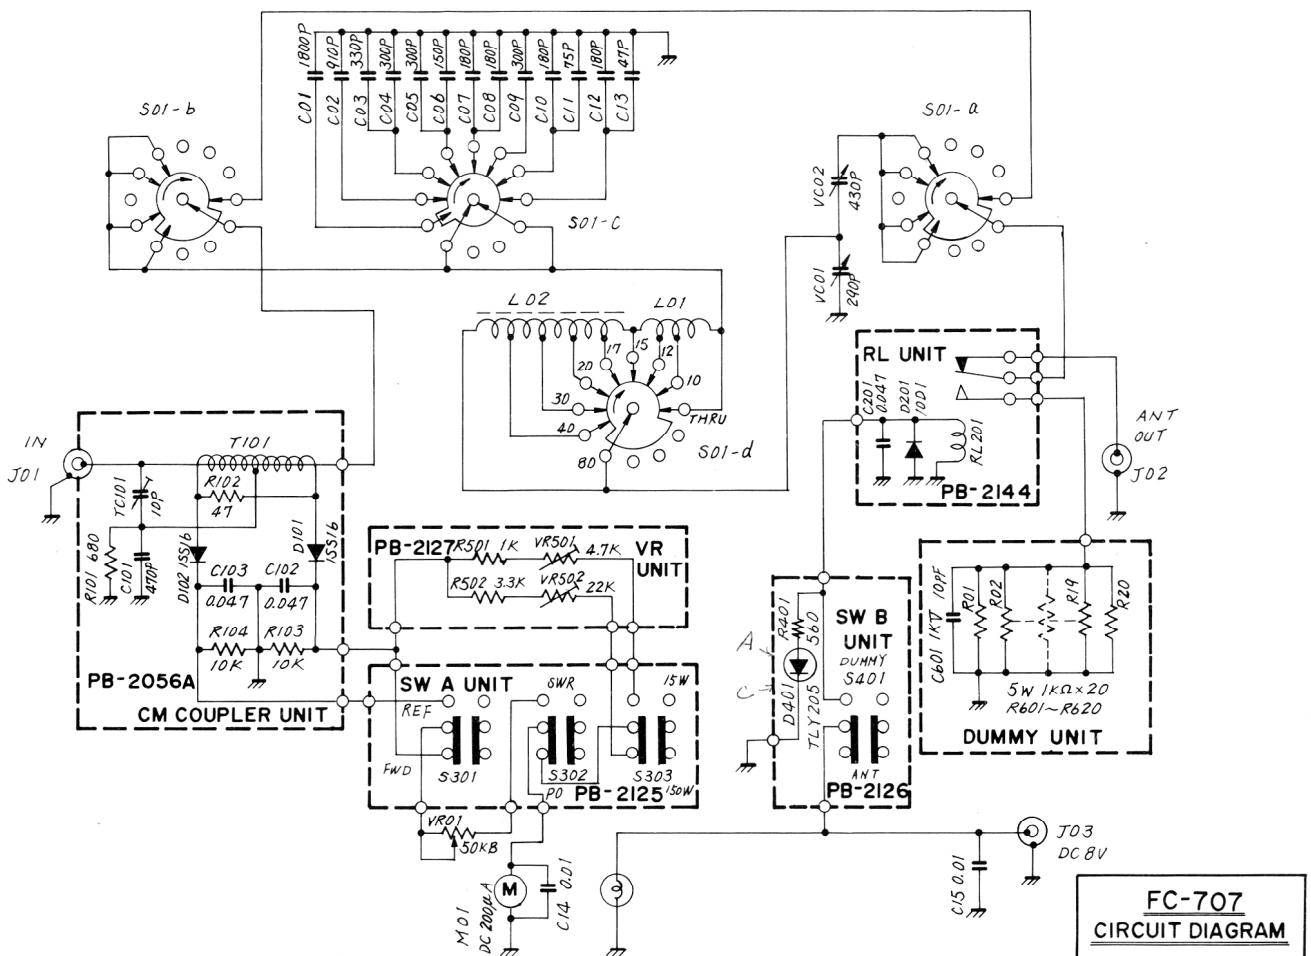 1800P
910P
330P
300P
300P
150P
180P
180P
300P
180P
75P
180P
47P
C01
C02
C03
C04
C05
C06
C07
C08
C09
C10
C11
C12
C13
S01-b
S01-c
S01-a
VC02
430P
VC01
290P
L02
L01
17
15
12
20
10
30
THRU
40
80
S01-d
RL UNIT
C201
0.047
D201
10D1
RL201
PB-2144
ANT
OUT
J02
IN
J01
T101
TC101
10P
R102
47
R101 680
C101
470P
D102 1SS16
D101
1SS16
C103
0.047
C102
0.047
R104
10K
R103
10K
PB-2056A
CM COUPLER UNIT
PB-2127
R501 1K
VR501
4.7K
VR
UNIT
R502 3.3K
VR502
22K
SW A UNIT
REF
SWR
15W
FWD
S301
S302
S303
PO
PB-2125
150W
VR01
50KB
M
M01
DC 200μA
C14 0.01
SW B
UNIT
DUMMY
S401
R401
560
A
C
D401
TLY205
ANT
PB-2126
C601 1KV 10PF
R01
R02
R19
R20
5W 1KΩ×20
R601~R620
DUMMY UNIT
J03
DC 8V
C15 0.01
FC-707
CIRCUIT DIAGRAM